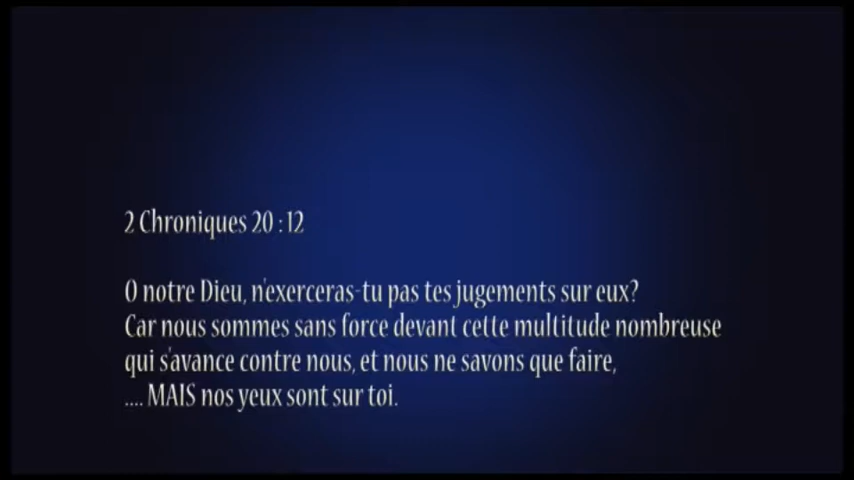 2 Chroniques 20 : 12
O notre Dieu, n'exerceras-tu pas tes jugements sur eux?
Car nous sommes sans force devant cette multitude nombreuse
qui s'avance contre nous, et nous ne savons que faire,
.... MAIS nos yeux sont sur toi.